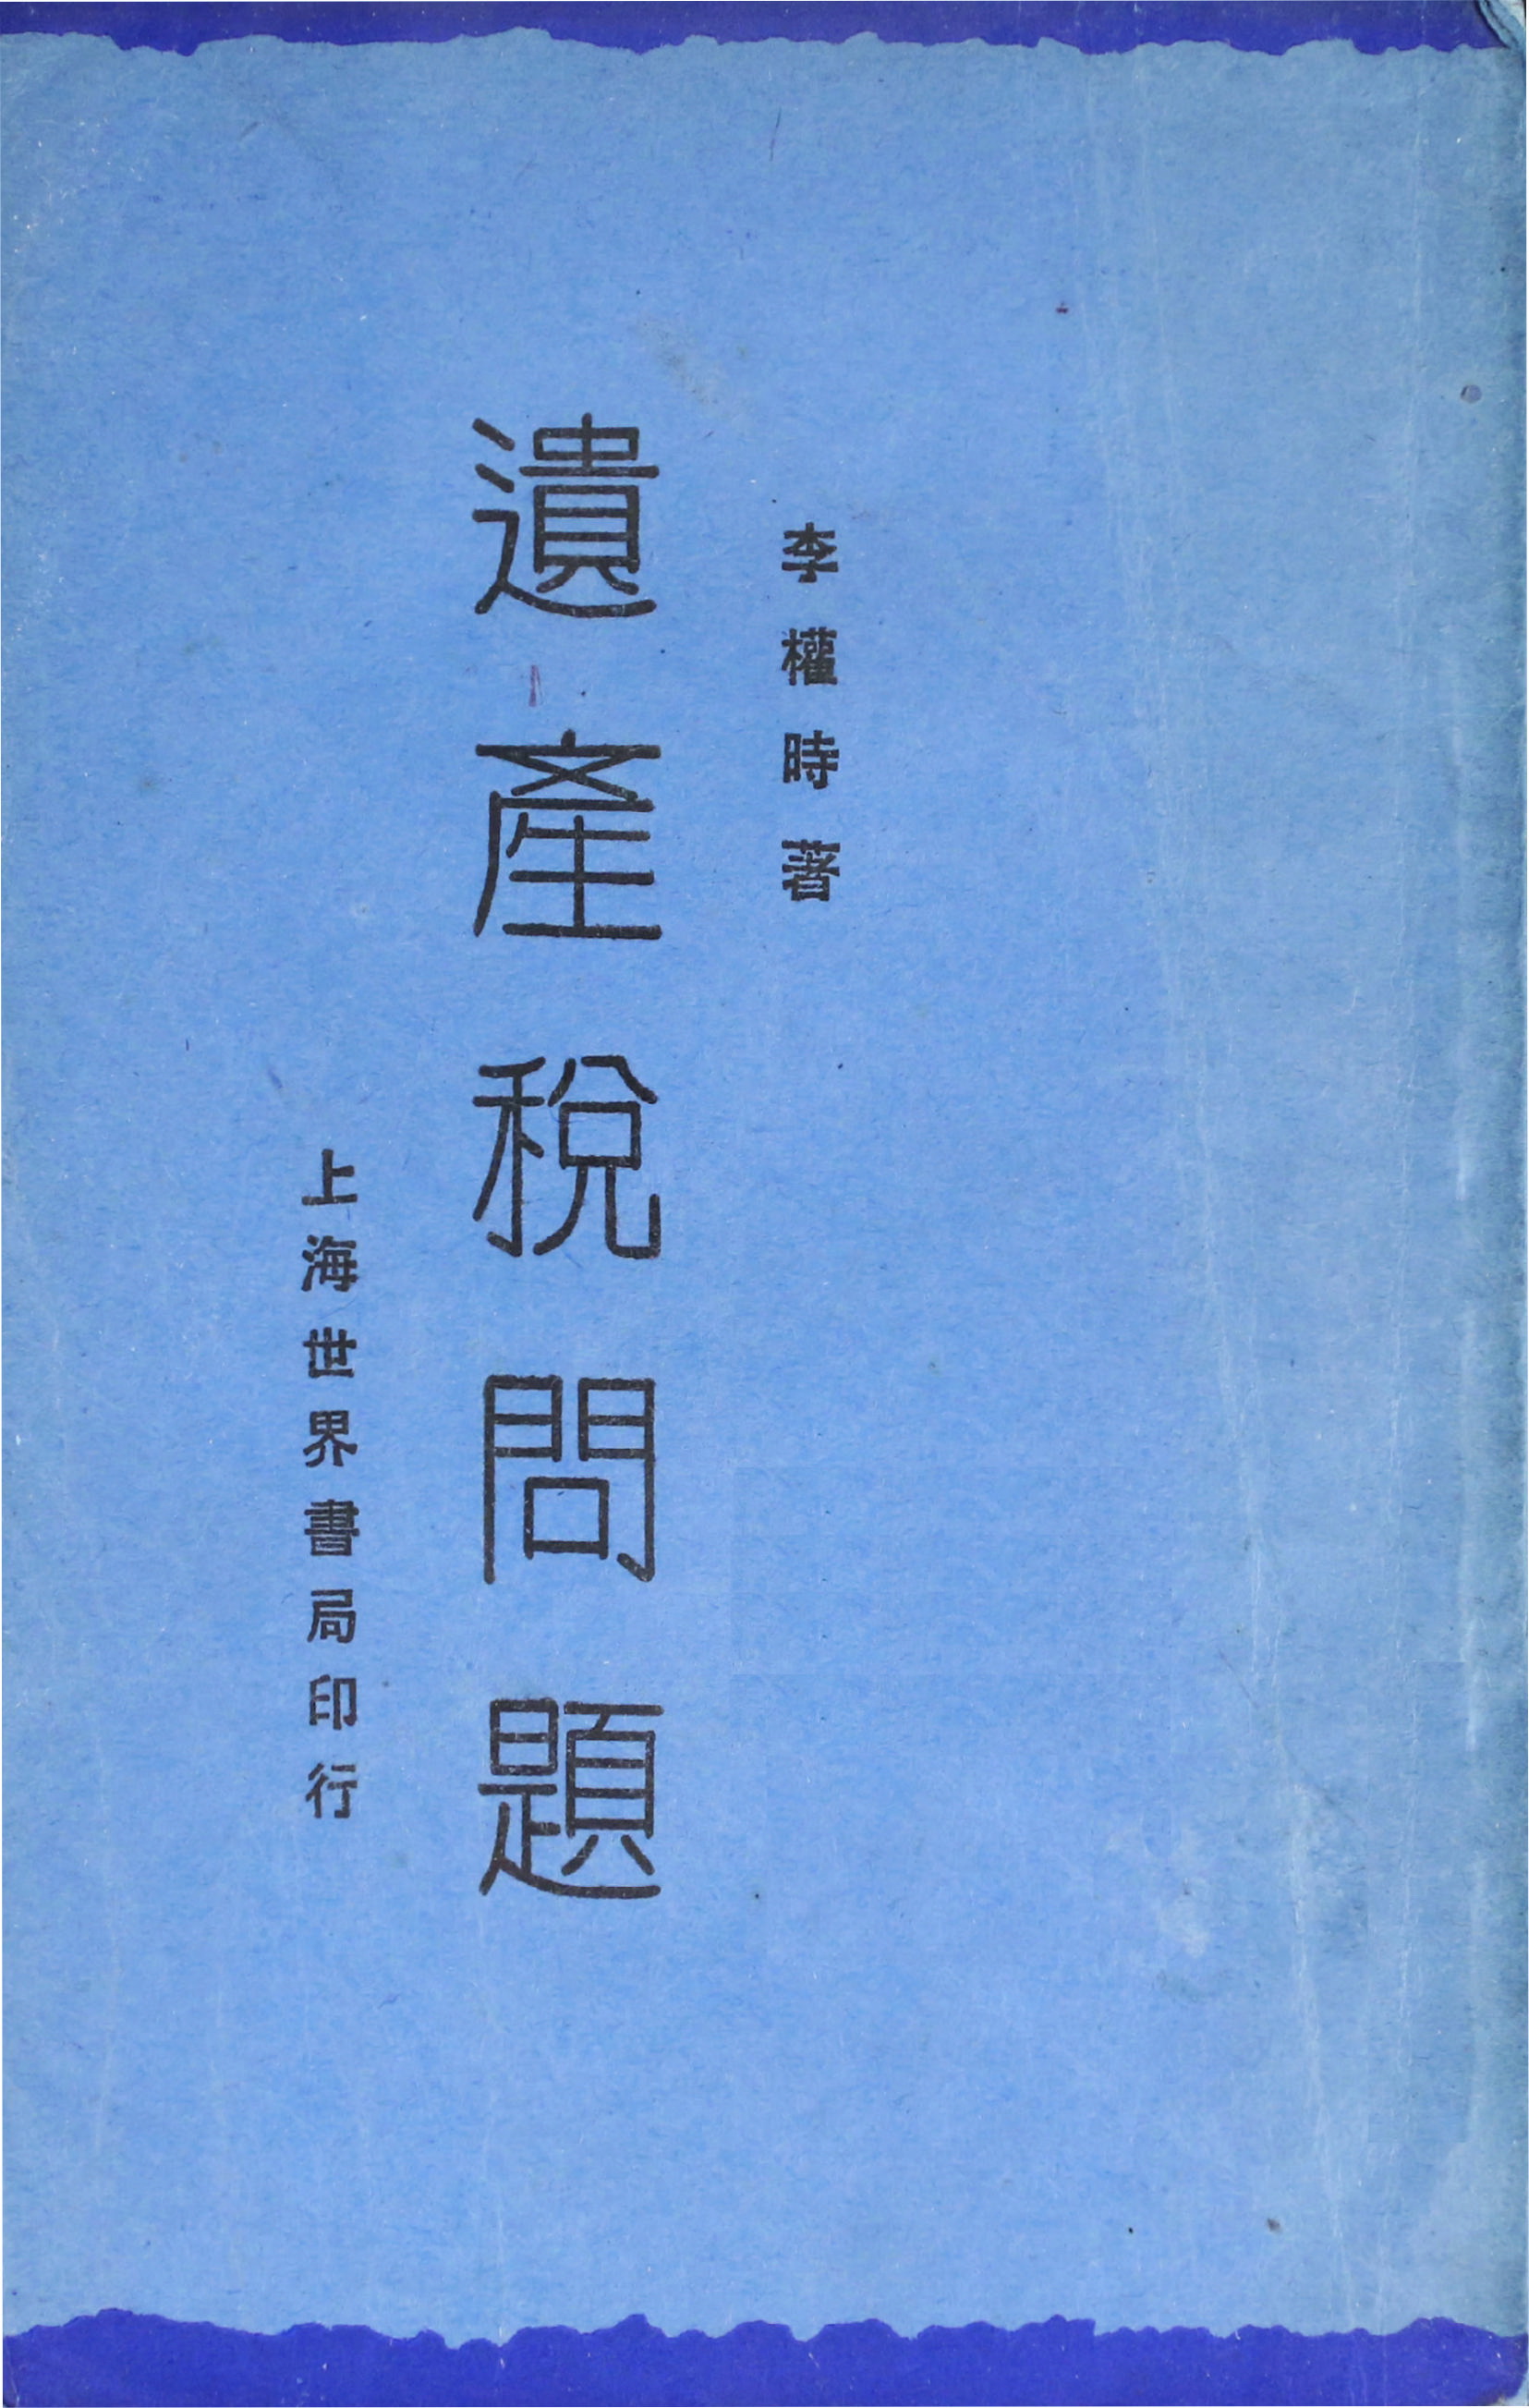 李權時著
遺產稅問題
上海世界書局印行